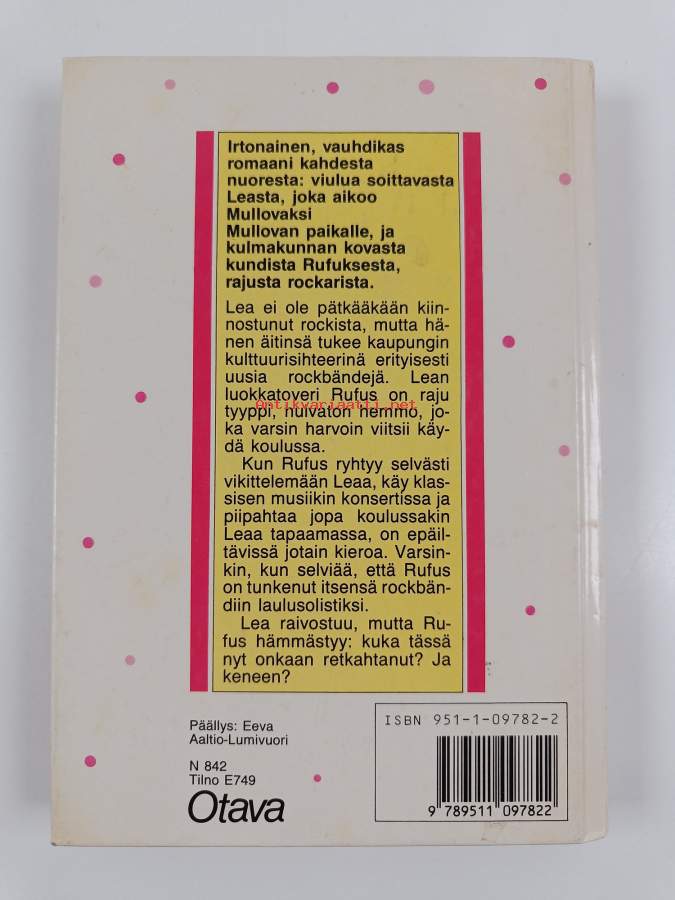 Irtonainen, vauhdikas
romaani kahdesta
nuoresta: viulua soittavasta
Leasta, joka aikoo
Mullovaksi
Mullovan paikalle, ja
kulmakunnan kovasta
kundista Rufuksesta,
rajusta rockarista.
Lea ei ole pätkääkään kiin-
nostunut rockista, mutta hä-
nen äitinsä tukee kaupungin
kulttuurisihteerinä erityisesti
uusia rockbändejä. Lean
luokkatoveri Rufus on raju
Antikvariaatti.net
tyyppi, huivaton hemmo, jo-
ka varsin harvoin viitsii käy-
dä koulussa.
Kun Rufus ryhtyy selvästi
vikittelemään Leaa, käy klas-
sisen musiikin konsertissa ja
piipahtaa jopa koulussakin
Leaa tapaamassa, on epäil-
tävissä jotain kieroa. Varsin-
kin, kun selviää, että Rufus
on tunkenut itsensä rockbän-
diin laulusolistiksi.
Lea raivostuu, mutta Ru-
fus hämmästyy: kuka tässä
nyt onkaan retkahtanut? Ja
keneen?
Päällys: Eeva
Aaltio-Lumivuori
N 842
Tilno E749
Otava
ISBN 951-1-09782-2
9 789511 097822